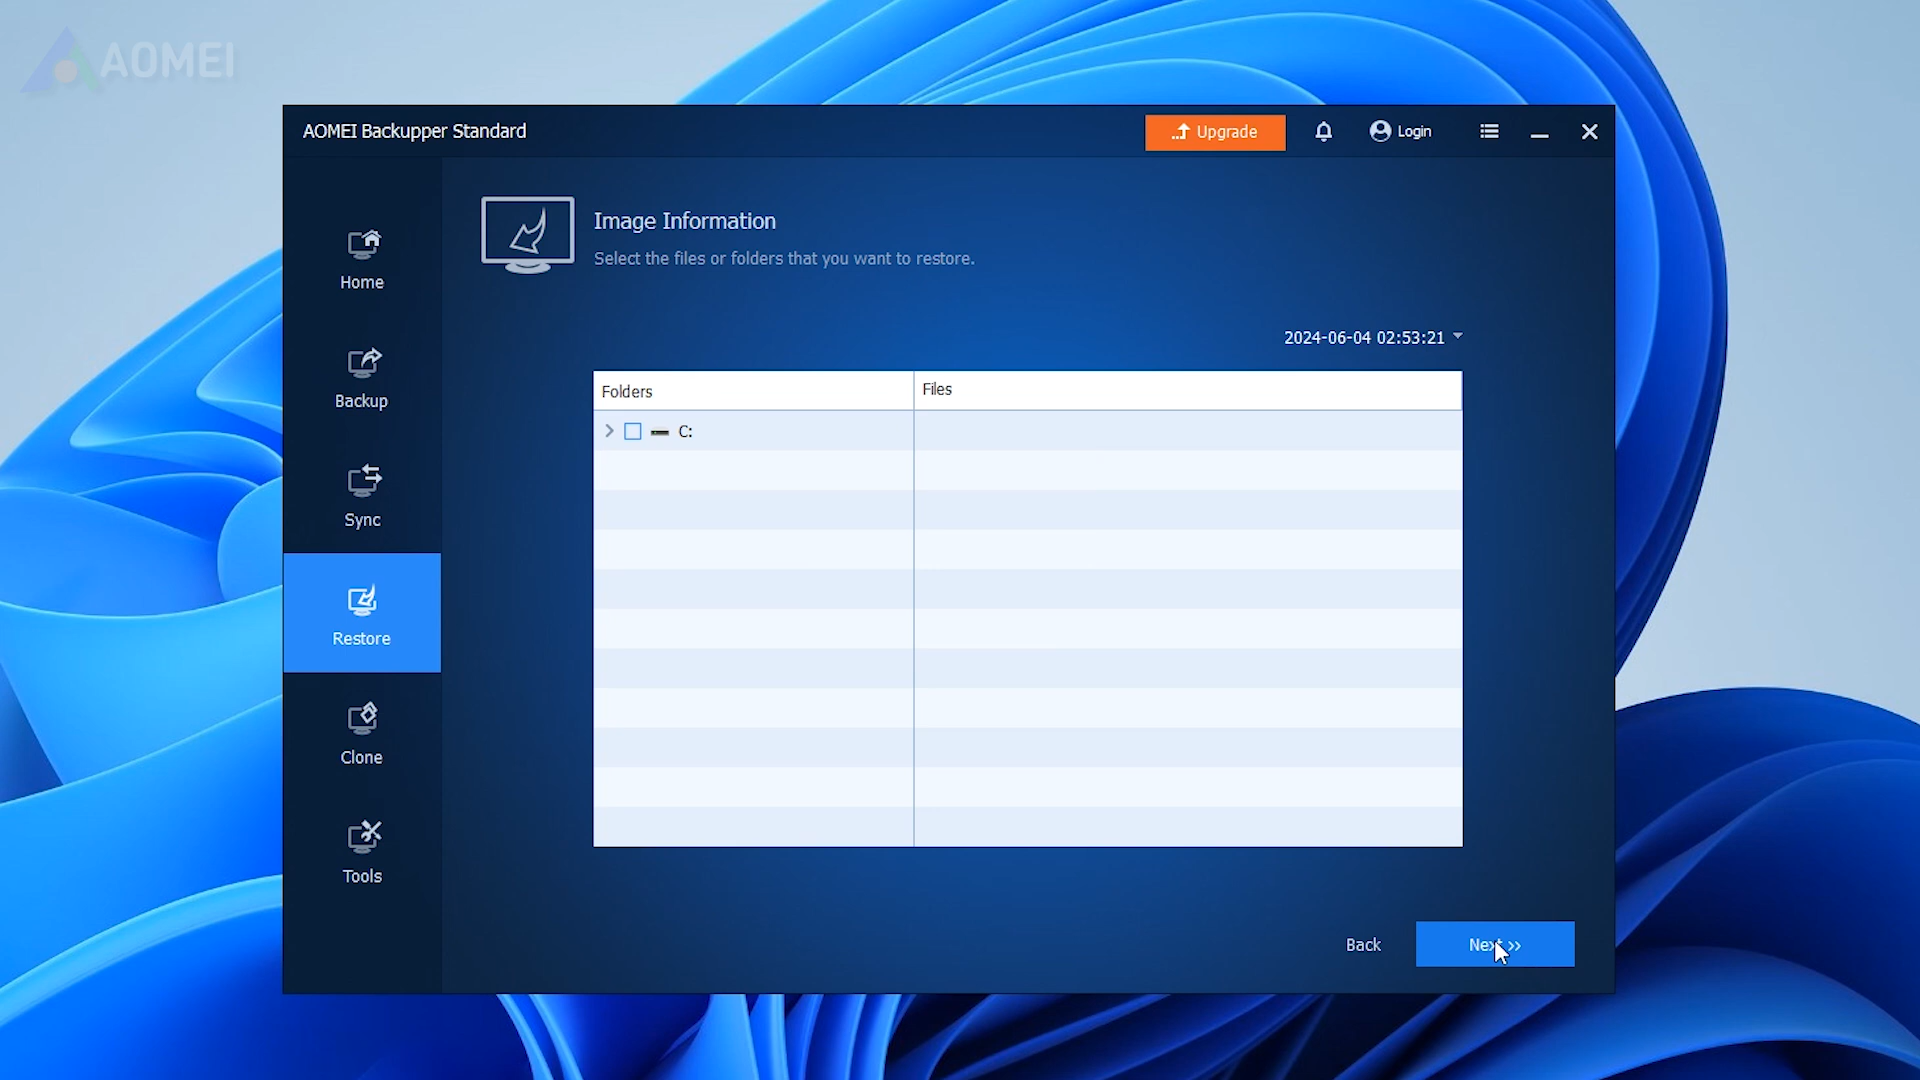 AOMEI
AOMEI Backupper Standard
Upgrade
Login
Image Information
Select the files or folders that you want to restore.
2024-06-04 02:53:21
Folders
Files
C:
Home
Backup
Sync
Restore
Clone
Tools
Back
Next >>